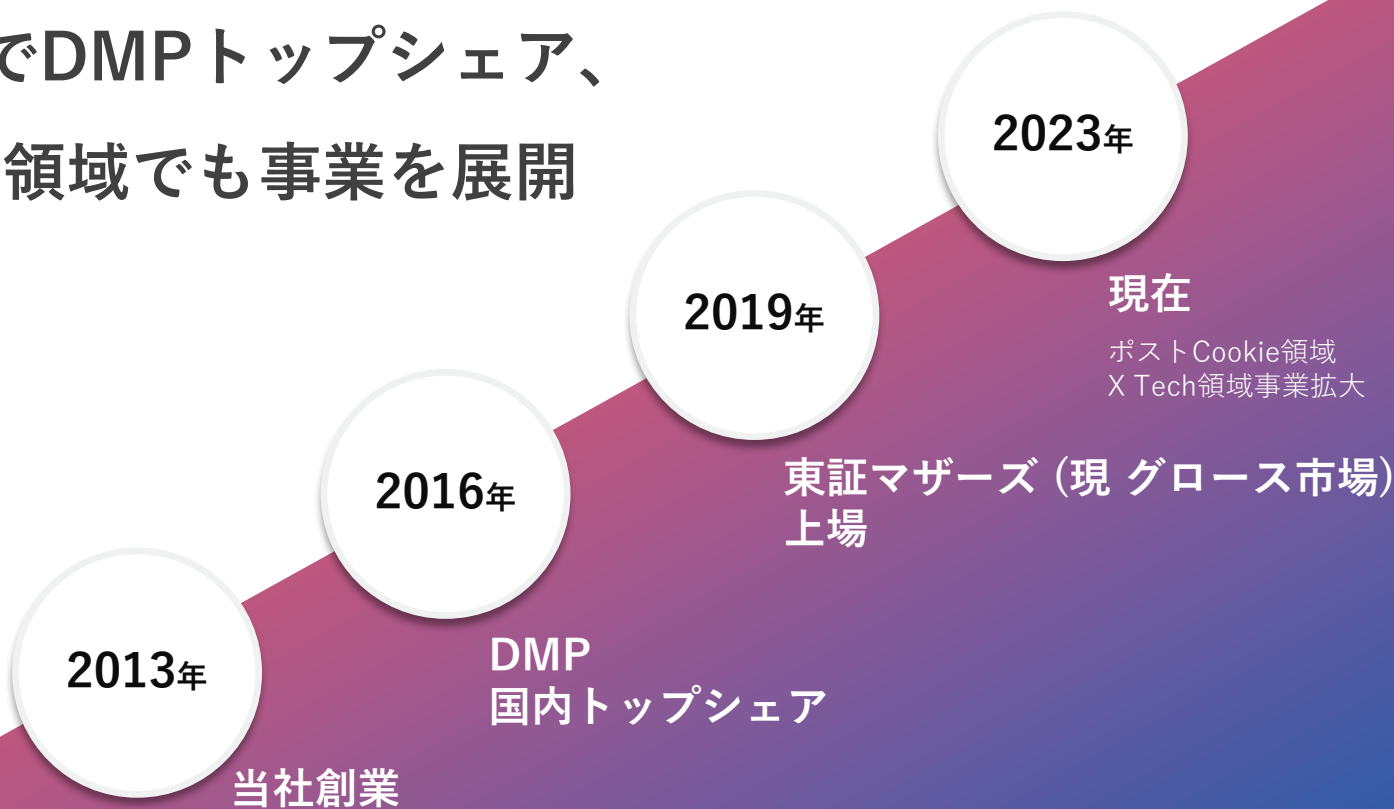 でDMPトップシェア、
領域でも事業を展開
2023年
現在
ポストCookie領域
X Tech領域事業拡大
2019年
東証マザーズ (現 グロース市場)
上場
2016年
DMP
国内トップシェア
2013年
当社創業